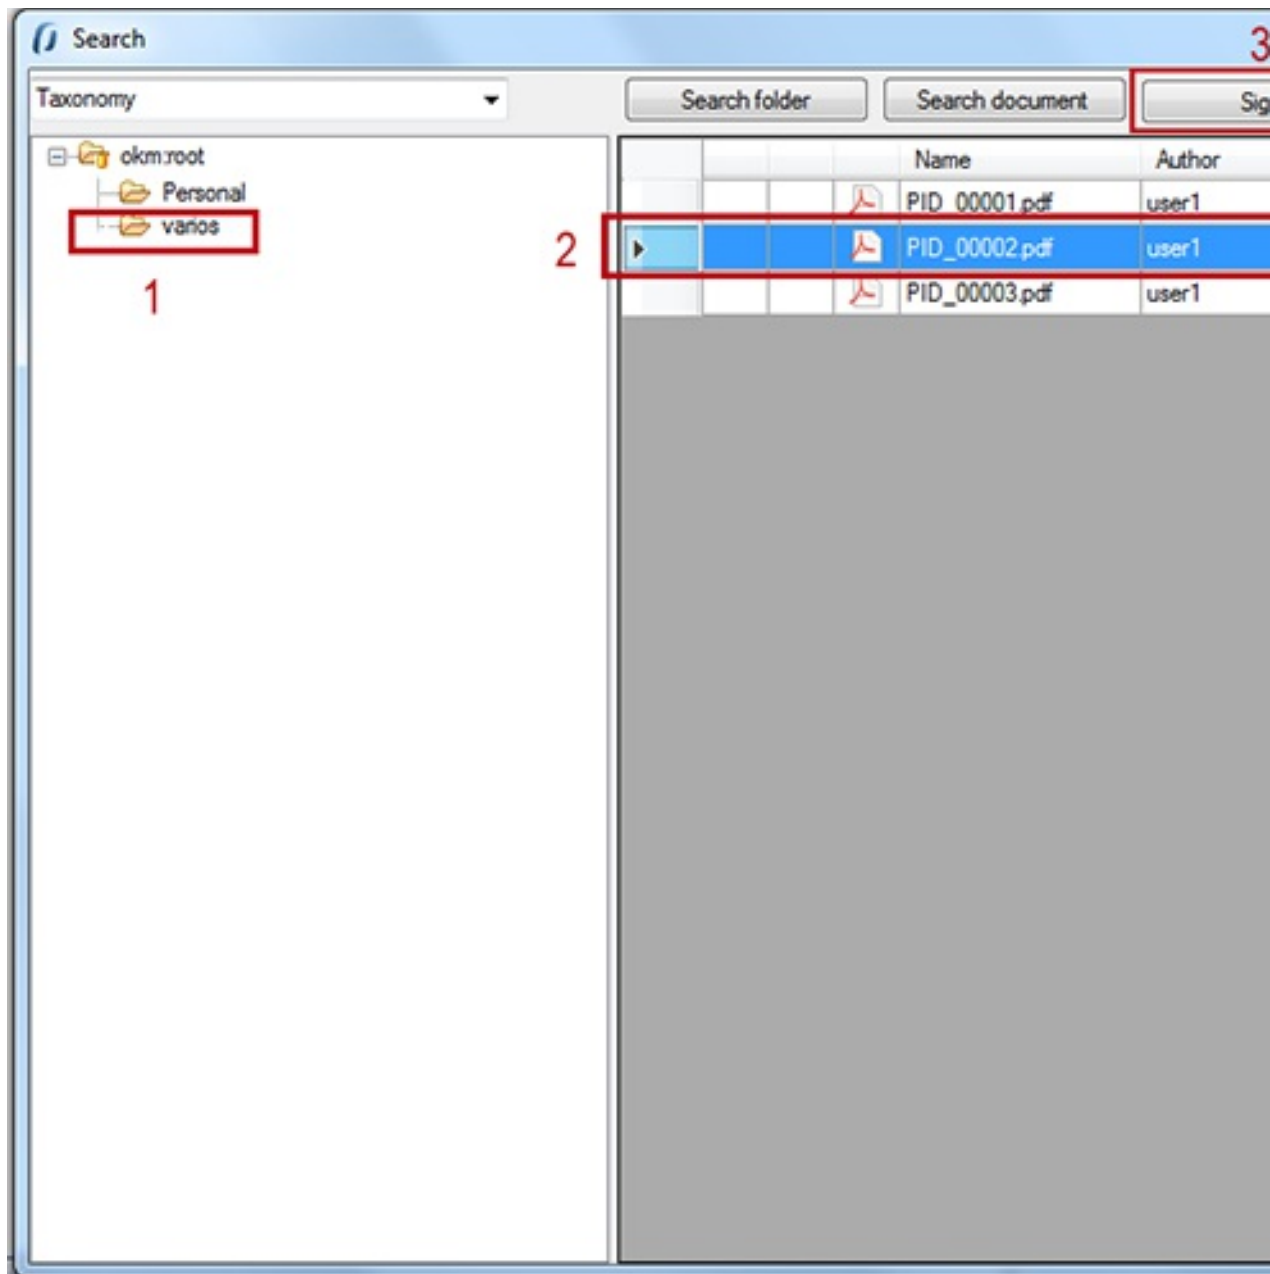 Search
3
Taxonomy
Search folder
Search document
Sig
okm:root
Personal
varios
1
2
Name Author
PID_00001.pdf user1
PID_00002.pdf user1
PID_00003.pdf user1